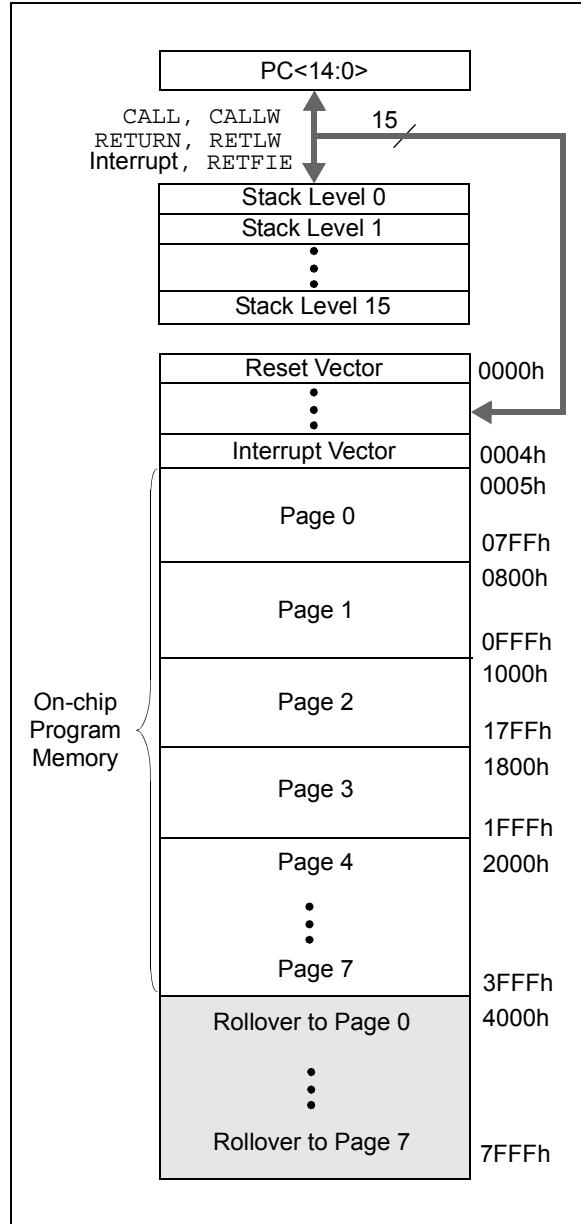 PC<14:0>
CALL, CALLW
15
RETURN, RETLW
Interrupt, RETFIE
Stack Level 0
Stack Level 1
Stack Level 15
Reset Vector
0000h
Interrupt Vector
0004h
0005h
Page 0
07FFh
0800h
Page 1
0FFFh
1000h
On-chip
Program
Memory
Page 2
17FFh
1800h
Page 3
1FFFh
Page 4
2000h
Page 7
3FFFh
Rollover to Page 0
4000h
Rollover to Page 7
7FFFh